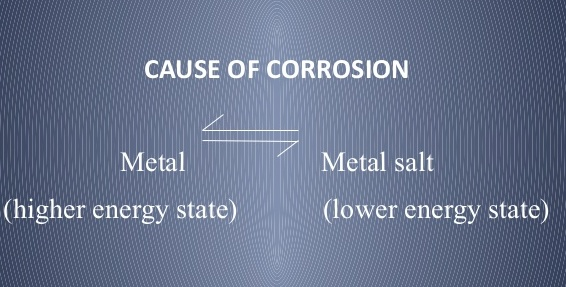 CAUSE OF CORROSION
Metal Metal salt
(higher energy state) (lower energy state)